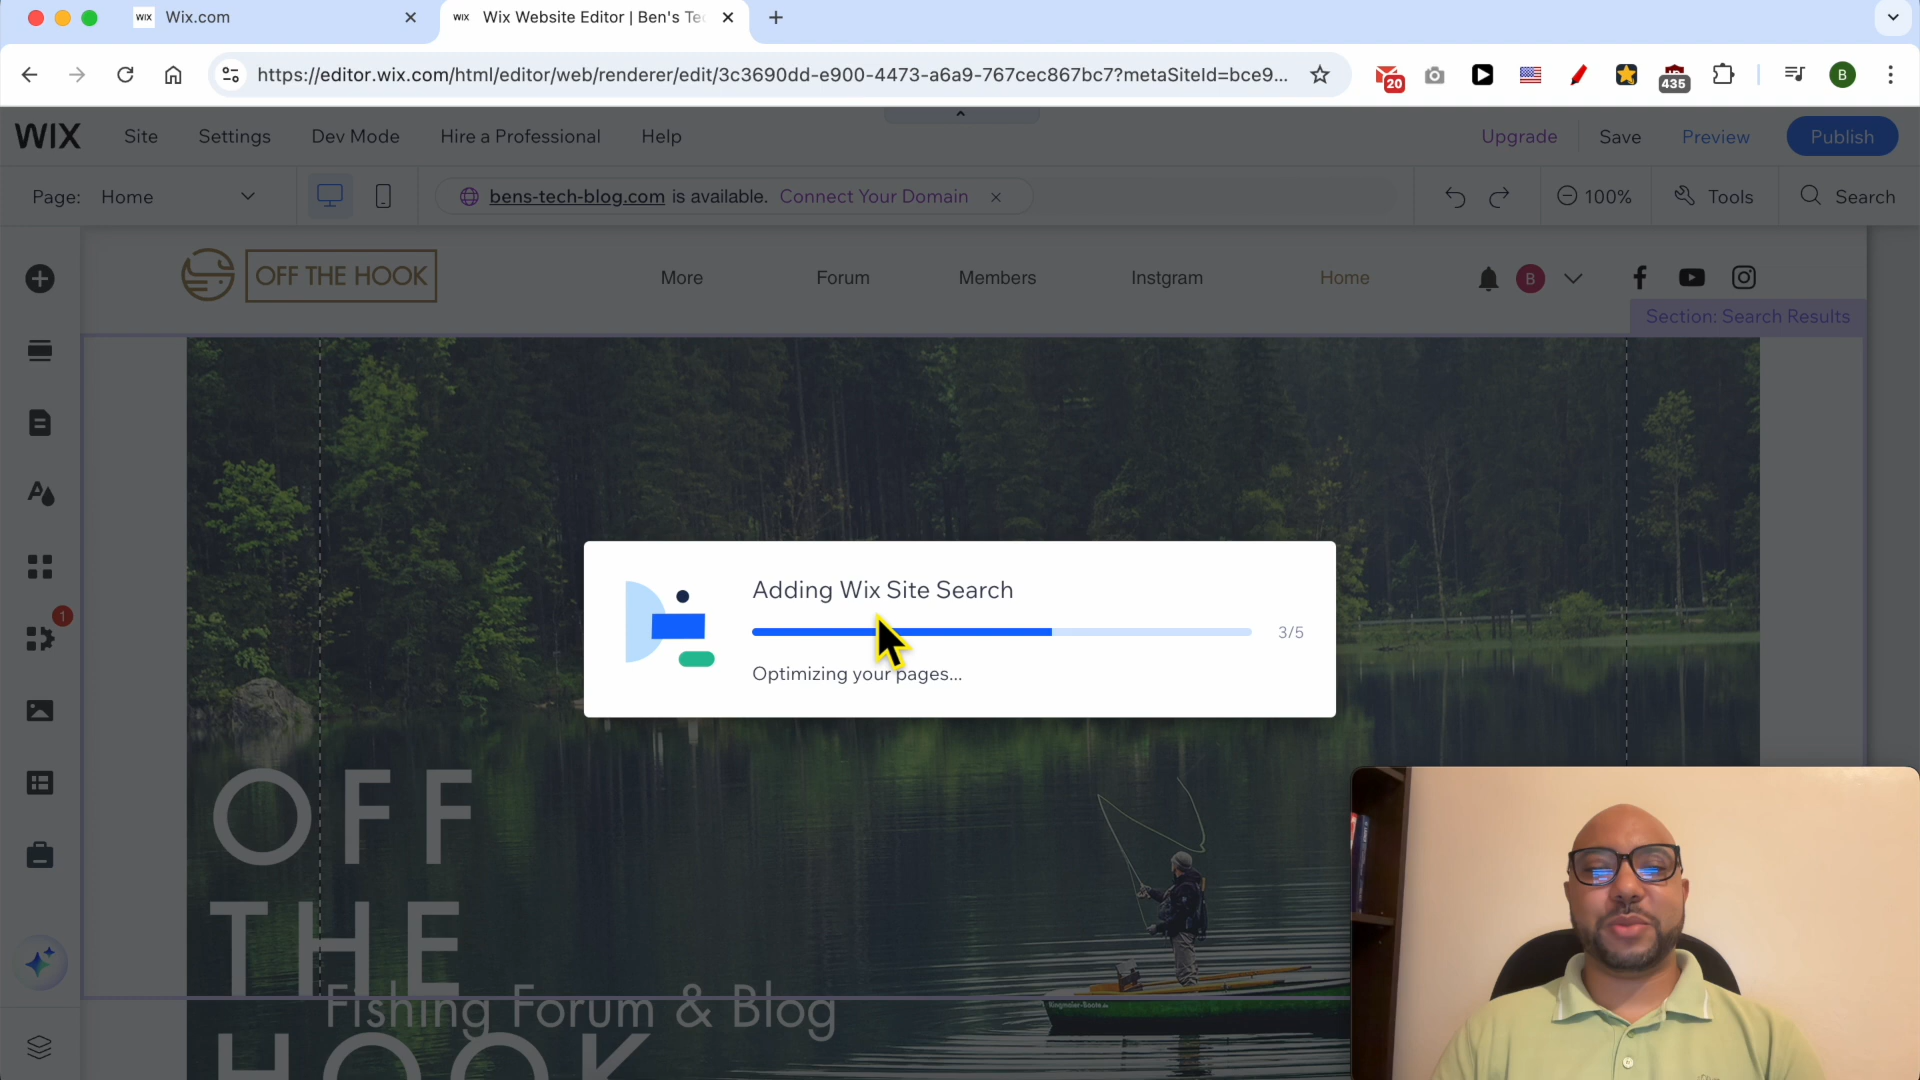 WIX Wix.com
WIX Wix Website Editor | Ben's Te
https://editor.wix.com/html/editor/web/renderer/edit/3c3690dd-e900-4473-a6a9-767cec867bc7?metaSiteId=bce9...
20
435
B
WIX Site Settings Dev Mode Hire a Professional Help Upgrade Save Preview Publish
Page: Home bens-tech-blog.com is available. Connect Your Domain 100% Tools Search
OFF THE HOOK More Forum Members Instgram Home B
Section: Search Results
Adding Wix Site Search
3/5
Optimizing your pages...
1
OFF
THE
Fishing Forum & Blog
HOOK